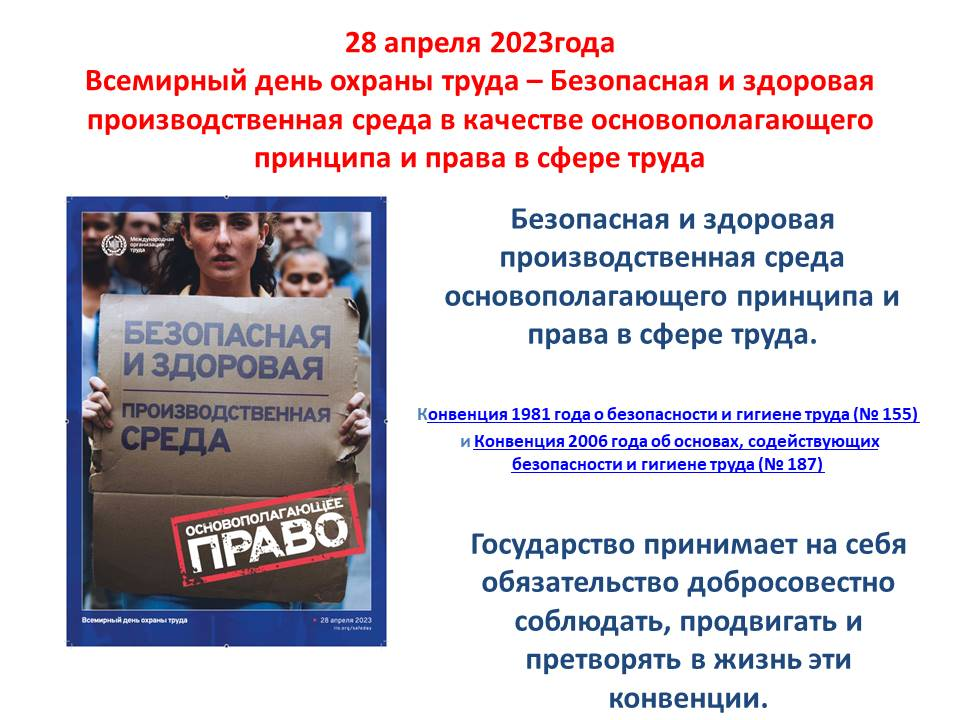 28 апреля 2023года
Всемирный день охраны труда – Безопасная и здоровая
производственная среда в качестве основополагающего
принципа и права в сфере труда
Международная
организация
труда
БЕЗОПАСНАЯ
И ЗДОРОВАЯ
ПРОИЗВОДСТВЕННАЯ
СРЕДА
ОСНОВОПОЛАГАЮЩЕЕ
ПРАВО
Всемирный день охраны труда
28 апреля 2023
ilo.org/safeday
Безопасная и здоровая
производственная среда
основополагающего принципа и
права в сфере труда.
Конвенция 1981 года о безопасности и гигиене труда (№ 155)
и Конвенция 2006 года об основах, содействующих
безопасности и гигиене труда (№ 187)
Государство принимает на себя
обязательство добросовестно
соблюдать, продвигать и
претворять в жизнь эти
конвенции.